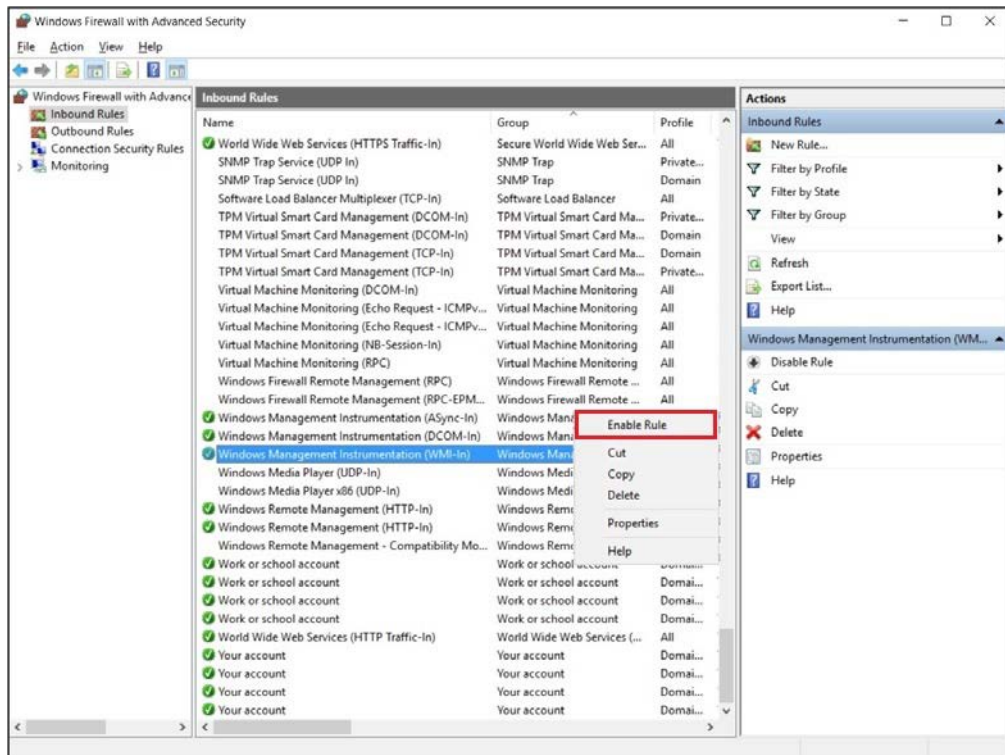 Windows Firewall with Advanced Security
File Action View Help
Windows Firewall with Advance
Inbound Rules
Outbound Rules
Connection Security Rules
Monitoring
Inbound Rules
Name Group Profile
World Wide Web Services (HTTPS Traffic-In) Secure World Wide Web Ser... All
SNMP Trap Service (UDP In) SNMP Trap Private...
SNMP Trap Service (UDP In) SNMP Trap Domain
Software Load Balancer Multiplexer (TCP-In) Software Load Balancer All
TPM Virtual Smart Card Management (DCOM-In) TPM Virtual Smart Card Ma... Private...
TPM Virtual Smart Card Management (DCOM-In) TPM Virtual Smart Card Ma... Domain
TPM Virtual Smart Card Management (TCP-In) TPM Virtual Smart Card Ma... Domain
TPM Virtual Smart Card Management (TCP-In) TPM Virtual Smart Card Ma... Private...
Virtual Machine Monitoring (DCOM-In) Virtual Machine Monitoring All
Virtual Machine Monitoring (Echo Request - ICMPv... Virtual Machine Monitoring All
Virtual Machine Monitoring (Echo Request - ICMPv... Virtual Machine Monitoring All
Virtual Machine Monitoring (NB-Session-In) Virtual Machine Monitoring All
Virtual Machine Monitoring (RPC) Virtual Machine Monitoring All
Windows Firewall Remote Management (RPC) Windows Firewall Remote ... All
Windows Firewall Remote Management (RPC-EPM... Windows Firewall Remote ... All
Windows Management Instrumentation (ASync-In) Windows Mana
Windows Management Instrumentation (DCOM-In) Windows Mana
Windows Management Instrumentation (WMI-In) Windows Mana
Windows Media Player (UDP-In) Windows Medi
Windows Media Player x86 (UDP-In) Windows Medi
Windows Remote Management (HTTP-In) Windows Remo
Windows Remote Management (HTTP-In) Windows Remo
Windows Remote Management - Compatibility Mo... Windows Remo
Work or school account Work or school account Domai...
Work or school account Work or school account Domai...
Work or school account Work or school account Domai...
Work or school account Work or school account Domai...
World Wide Web Services (HTTP Traffic-In) World Wide Web Services (... All
Your account Your account Domai...
Your account Your account Domai...
Your account Your account Domai...
Your account Your account Domai...
Enable Rule
Cut
Copy
Delete
Properties
Help
Actions
Inbound Rules
New Rule...
Filter by Profile
Filter by State
Filter by Group
View
Refresh
Export List...
Help
Windows Management Instrumentation (WM...
Disable Rule
Cut
Copy
Delete
Properties
Help